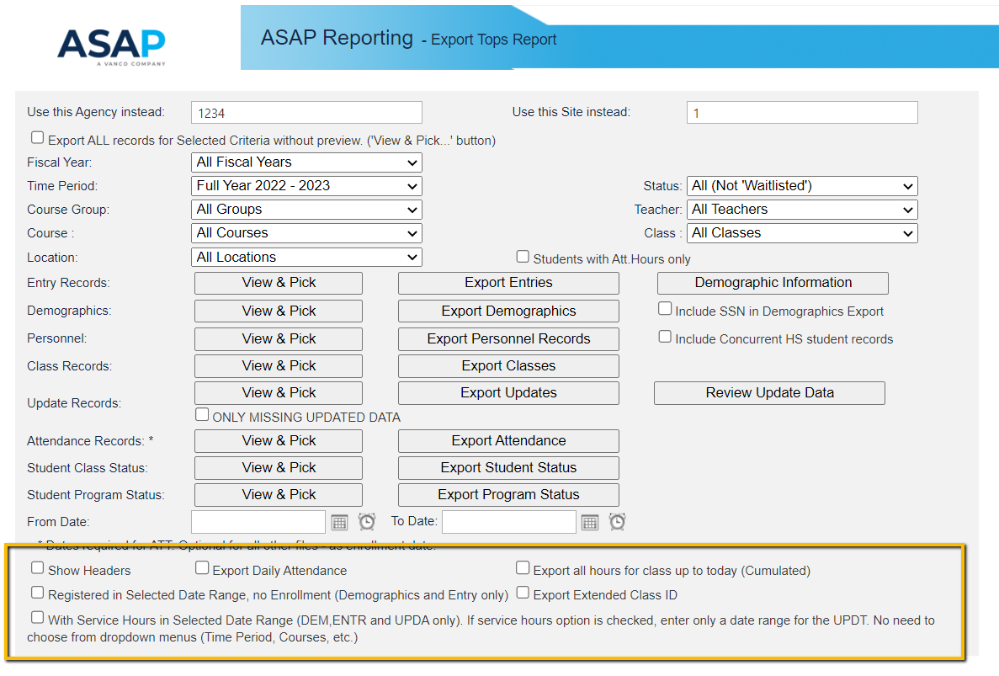 ASAP
A VANCO COMPANY
ASAP Reporting - Export Tops Report
Use this Agency instead: 1234 Use this Site instead: 1
Export ALL records for Selected Criteria without preview. ('View & Pick...' button)
Fiscal Year: All Fiscal Years
Time Period: Full Year 2022 - 2023 Status: All (Not 'Waitlisted')
Course Group: All Groups Teacher: All Teachers
Course : All Courses Class : All Classes
Location: All Locations Students with Att.Hours only
Entry Records: View & Pick Export Entries Demographic Information
Demographics: View & Pick Export Demographics Include SSN in Demographics Export
Personnel: View & Pick Export Personnel Records Include Concurrent HS student records
Class Records: View & Pick Export Classes
Update Records: View & Pick Export Updates Review Update Data
ONLY MISSING UPDATED DATA
Attendance Records: * View & Pick Export Attendance
Student Class Status: View & Pick Export Student Status
Student Program Status: View & Pick Export Program Status
From Date: To Date:
* Dates required for ATT. Optional for all other files - as enrollment date.
Show Headers Export Daily Attendance Export all hours for class up to today (Cumulated)
Registered in Selected Date Range, no Enrollment (Demographics and Entry only) Export Extended Class ID
With Service Hours in Selected Date Range (DEM,ENTR and UPDA only). If service hours option is checked, enter only a date range for the UPDT. No need to
choose from dropdown menus (Time Period, Courses, etc.)